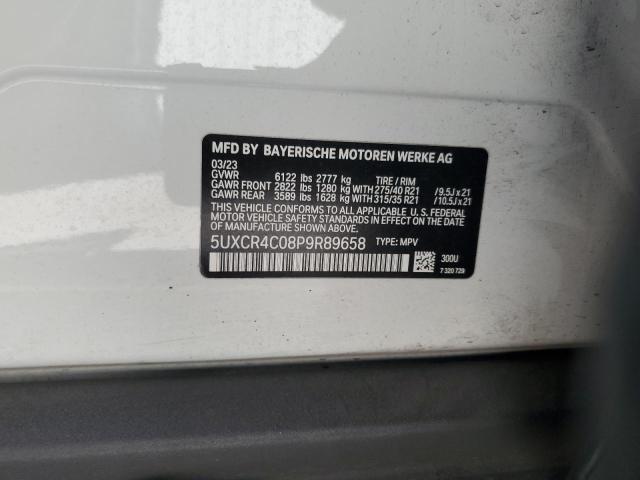 MFD BY BAYERISCHE MOTOREN WERKE AG
03/23
GVWR 6122 lbs 2777 kg TIRE / RIM
GAWR FRONT 2822 lbs 1280 kg WITH 275/40 R21 /9.5J x 21
GAWR REAR 3589 lbs 1628 kg WITH 315/35 R21 /10.5J x 21
THIS VEHICLE CONFORMS TO ALL APPLICABLE U.S. FEDERAL
MOTOR VEHICLE SAFETY STANDARDS IN EFFECT ON THE
DATE OF MANUFACTURE SHOWN ABOVE.
5UXCR4C08P9R89658 TYPE: MPV
300U
7 320 729